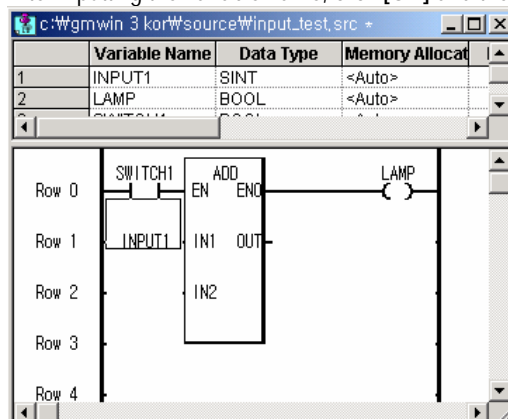 c:₩gmwin 3 kor₩source₩input_test,src *
Variable Name Data Type Memory Allocat
1 INPUT1 SINT <Auto>
2 LAMP BOOL <Auto>
SWITCH1 ADD LAMP
Row 0 EN ENO
Row 1 INPUT1 IN1 OUT
Row 2 IN2
Row 3
Row 4